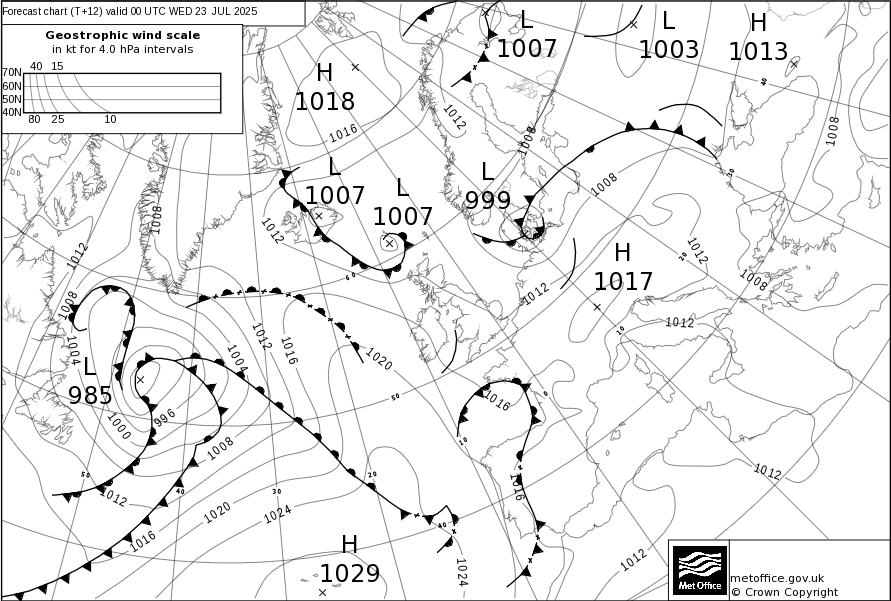 Forecast chart (T+12) valid 00 UTC WED 23 JUL 2025
Geostrophic wind scale
in kt for 4.0 hPa intervals
40 15
70N
60N
50N
40N
80 25 10
L
1007
L
1003
H
1013
H
1018
1016
1012
1008
1008
40
L
1007
L
1007
L
999
1008
30
1008
1012
1012
60
H
1017
20
1012
1008
1012
1012
10
1008
1004
L
985
1000
996
1004
1012
1016
1020
50
1016
0
10
1016
1008
50
1012
40
30
20
1020
1024
1016
40
1024
1012
1012
H
1029
Met Office
metoffice.gov.uk
© Crown Copyright